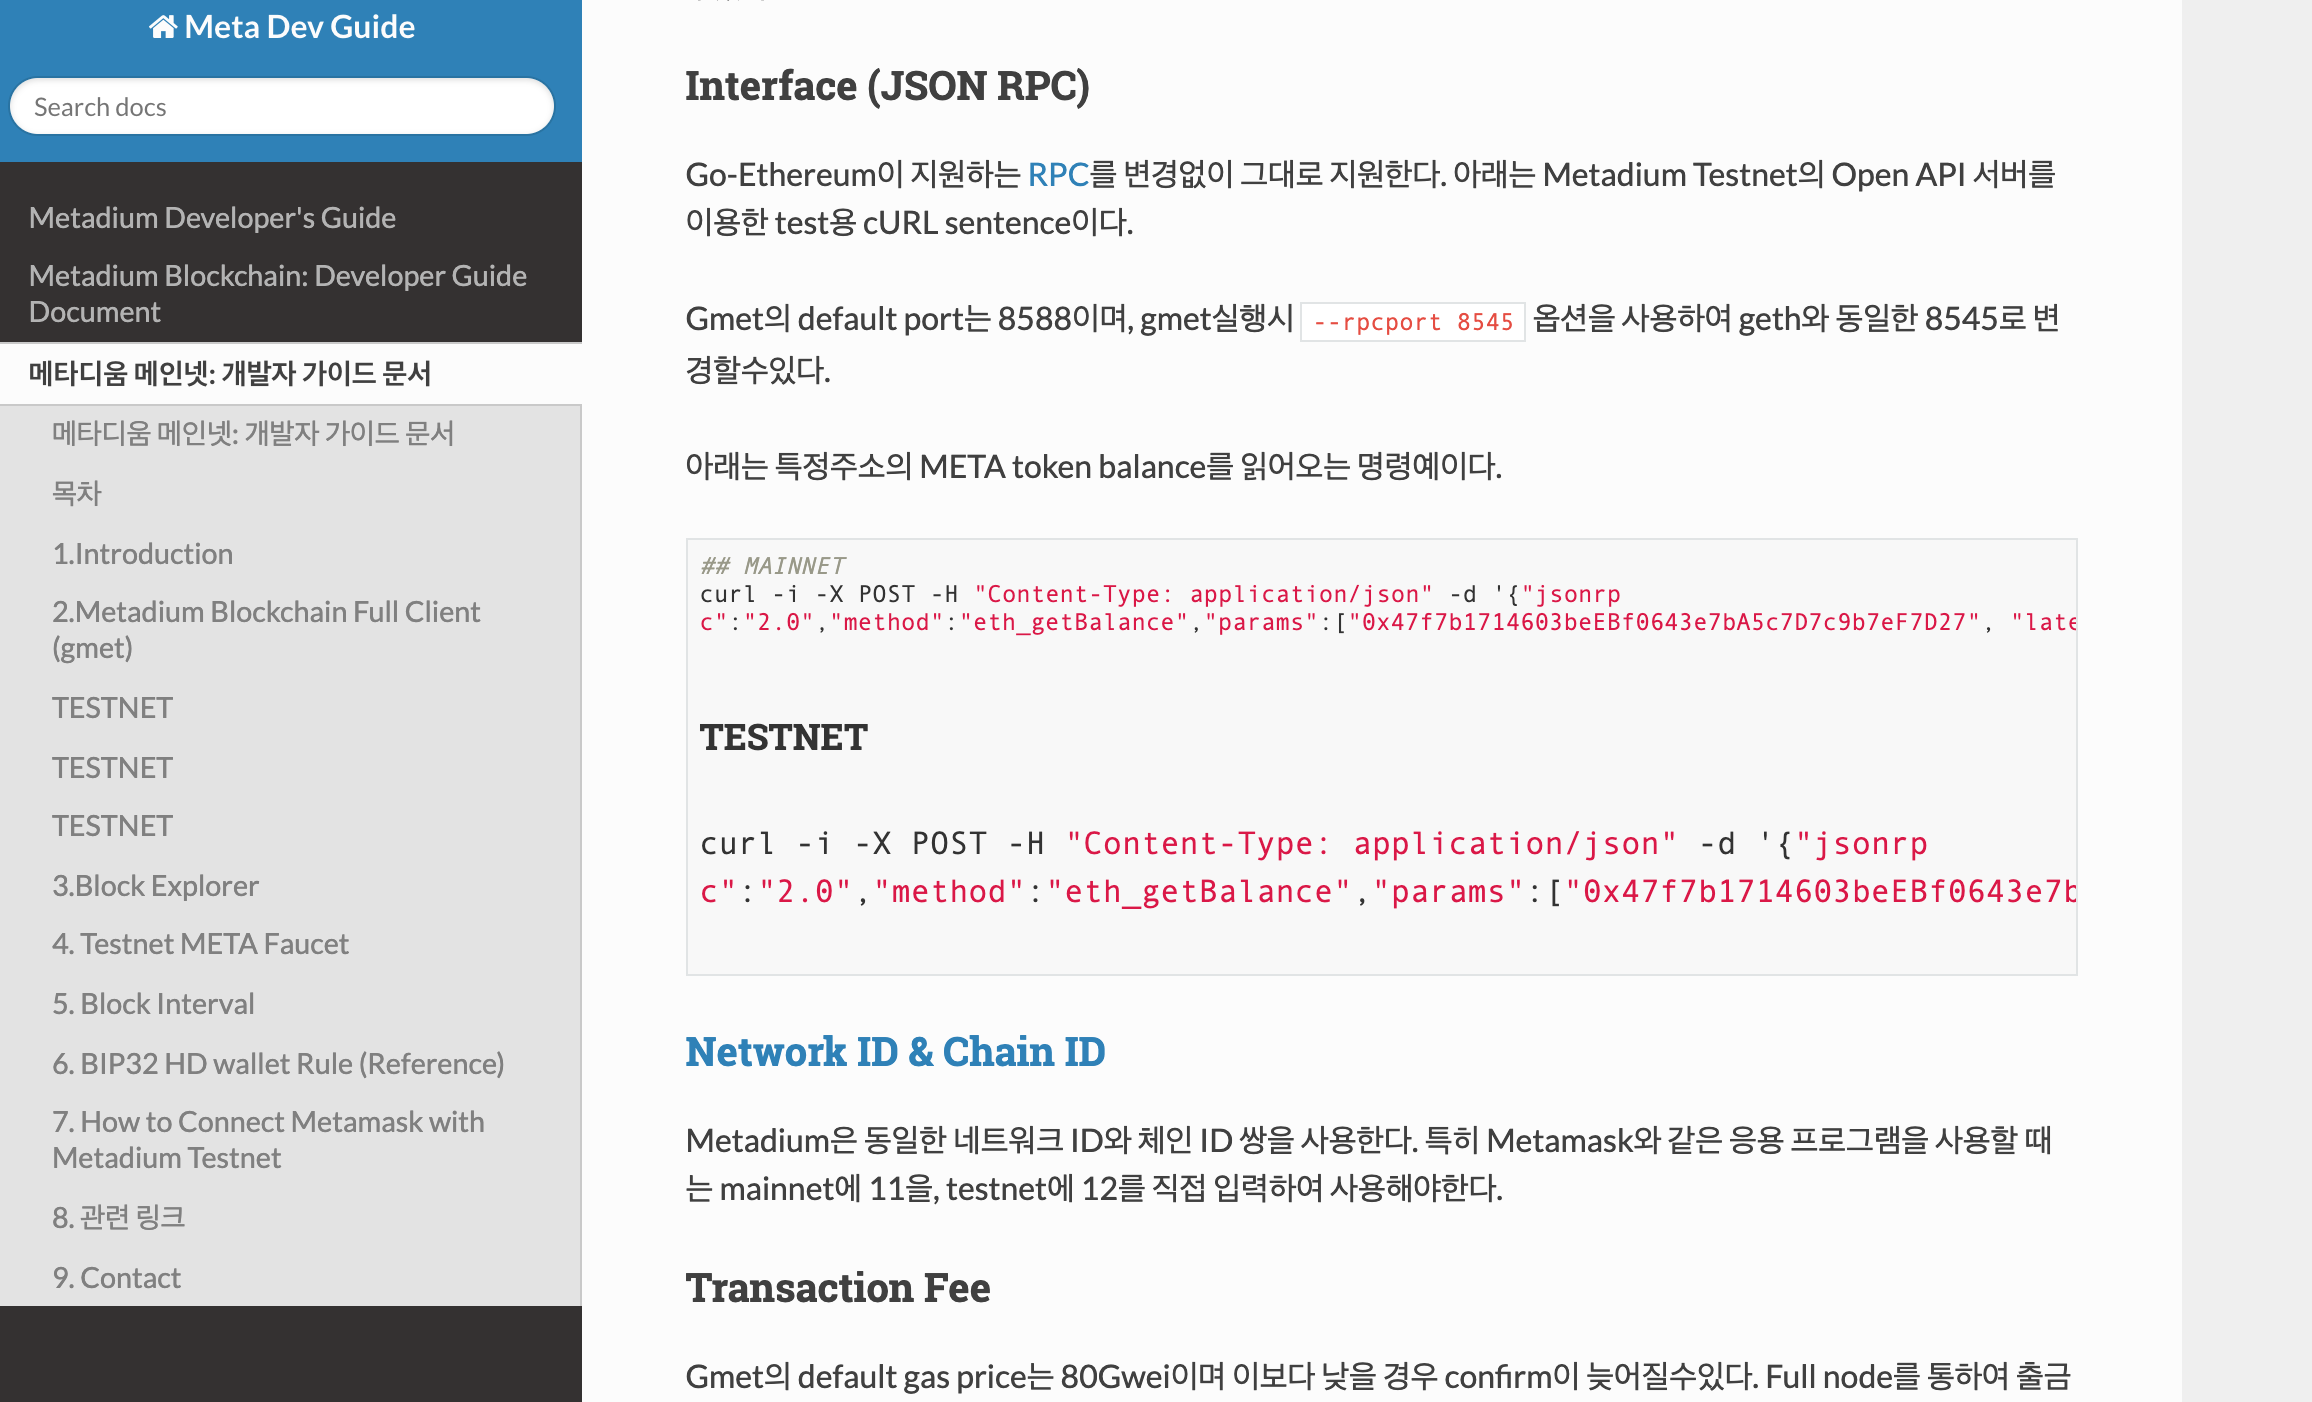 Meta Dev Guide
Search docs
Metadium Developer's Guide
Metadium Blockchain: Developer Guide
Document
메타디움 메인넷: 개발자 가이드 문서
메타디움 메인넷: 개발자 가이드 문서
목차
1.Introduction
2.Metadium Blockchain Full Client
(gmet)
TESTNET
TESTNET
TESTNET
3.Block Explorer
4. Testnet META Faucet
5. Block Interval
6. BIP32 HD wallet Rule (Reference)
7. How to Connect Metamask with
Metadium Testnet
8. 관련 링크
9. Contact
Interface (JSON RPC)
Go-Ethereum이 지원하는 RPC를 변경없이 그대로 지원한다. 아래는 Metadium Testnet의 Open API 서버를
이용한 test용 cURL sentence이다.
Gmet의 default port는 8588이며, gmet실행시 --rpcport 8545 옵션을 사용하여 geth와 동일한 8545로 변
경할수있다.
아래는 특정주소의 META token balance를 읽어오는 명령예이다.
## MAINNET
curl -i -X POST -H "Content-Type: application/json" -d '{"jsonrp
c":"2.0","method":"eth_getBalance","params":["0x47f7b1714603beEBf0643e7bA5c7D7c9b7eF7D27", "late
TESTNET
curl -i -X POST -H "Content-Type: application/json" -d '{"jsonrp
c":"2.0","method":"eth_getBalance","params":["0x47f7b1714603beEBf0643e7b
Network ID & Chain ID
Metadium은 동일한 네트워크 ID와 체인 ID 쌍을 사용한다. 특히 Metamask와 같은 응용 프로그램을 사용할 때
는 mainnet에 11을, testnet에 12를 직접 입력하여 사용해야한다.
Transaction Fee
Gmet의 default gas price는 80Gwei이며 이보다 낮을 경우 confirm이 늦어질수있다. Full node를 통하여 출금